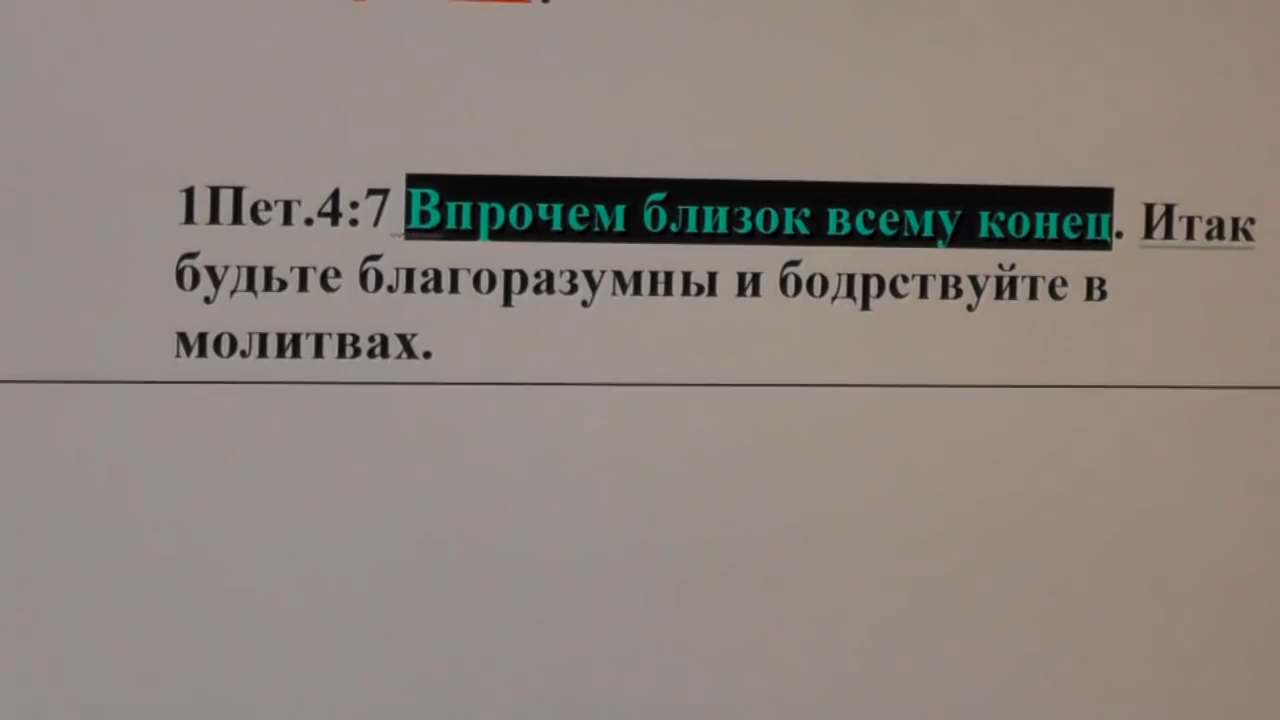 1Пет.4:7 Впрочем близок всему конец. Итак
будьте благоразумны и бодрствуйте в
молитвах.